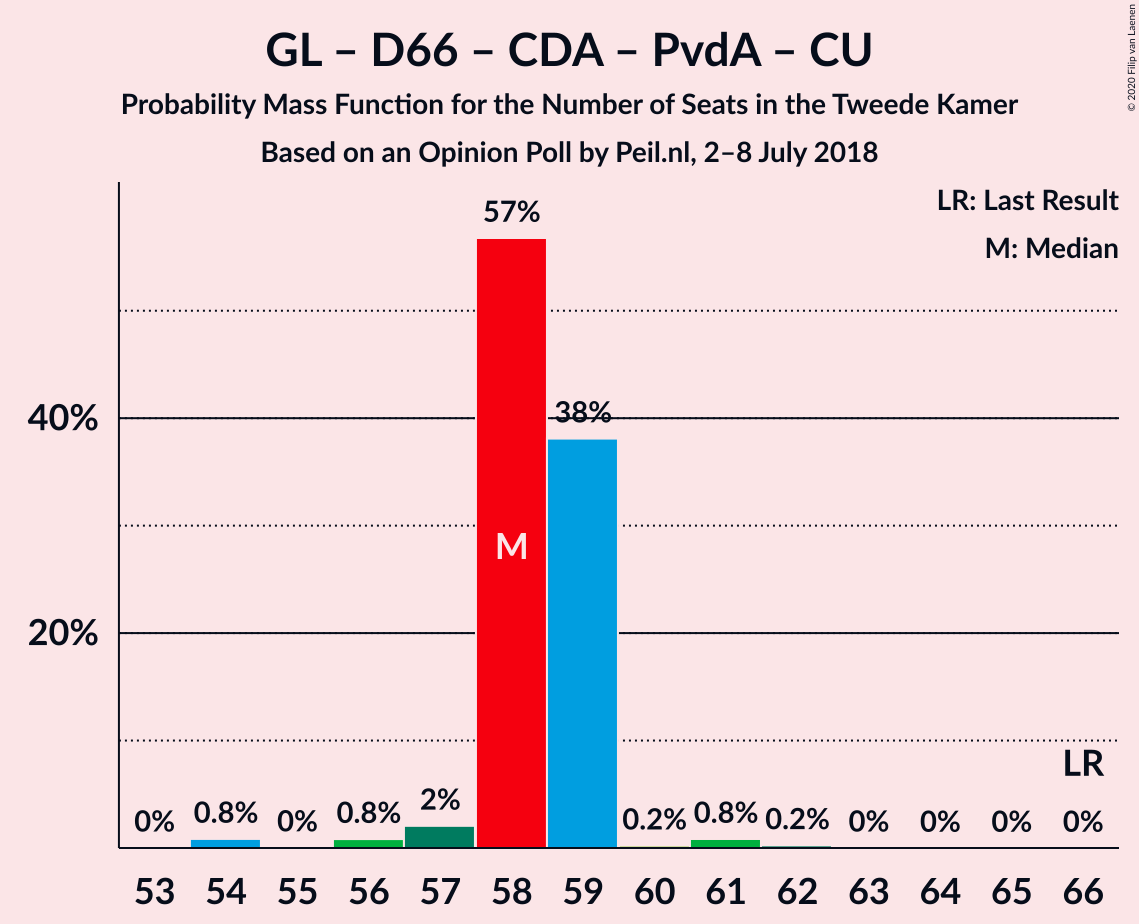 GL – D66 – CDA – PvdA – CU
Probability Mass Function for the Number of Seats in the Tweede Kamer
Based on an Opinion Poll by Peil.nl, 2–8 July 2018
© 2020 Filip van Laenen
LR: Last Result
M: Median
57%
40%
38%
M
20%
LR
0% 0.8% 0% 0.8% 2% 0.2% 0.8% 0.2% 0% 0% 0% 0%
53 54 55 56 57 58 59 60 61 62 63 64 65 66